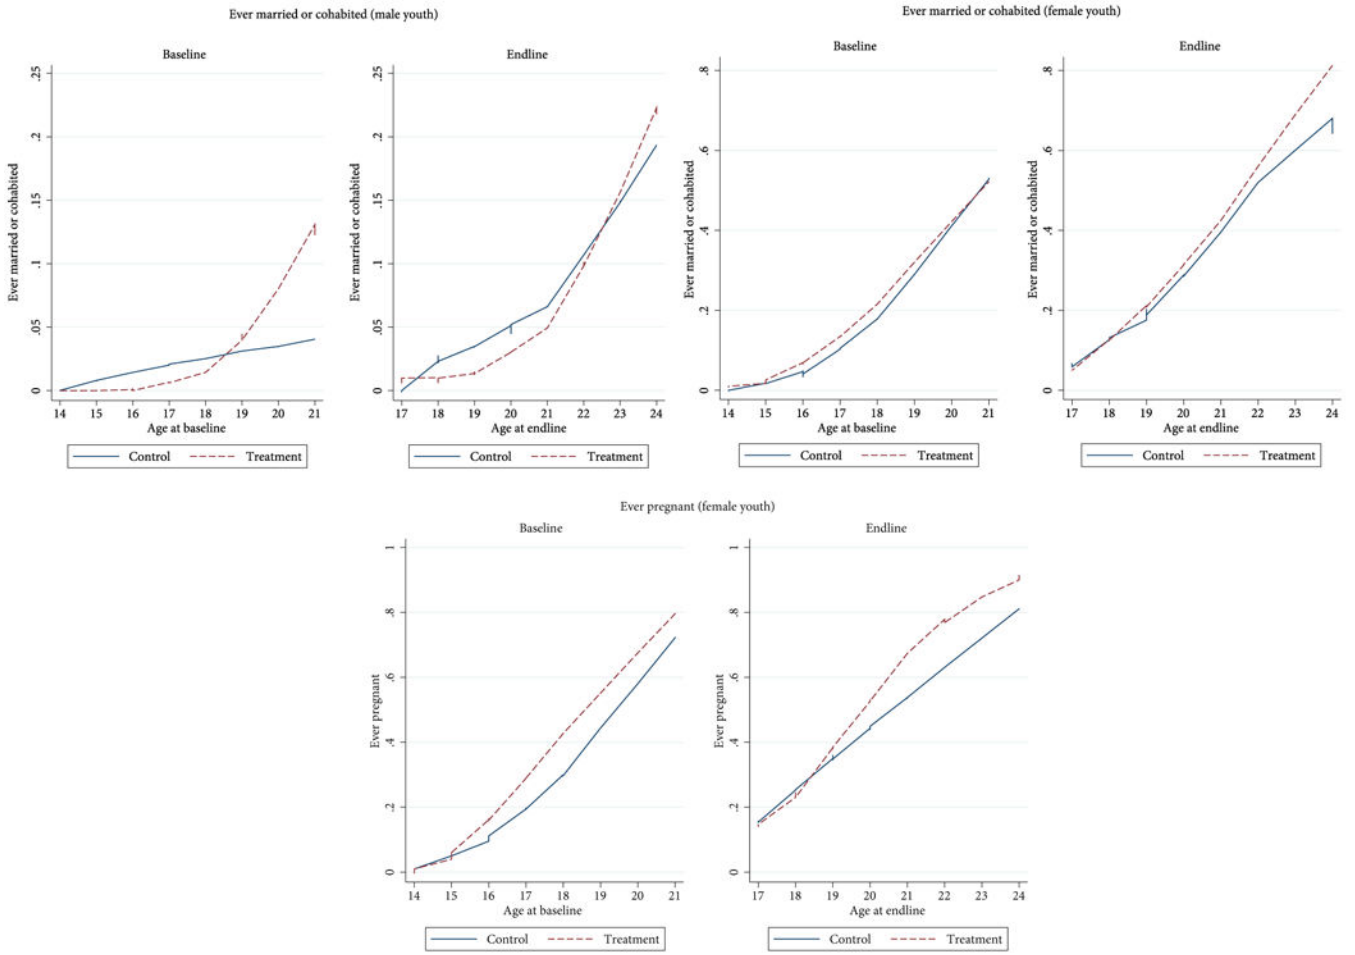 Ever married or cohabited (male youth)
Baseline
Ever married or cohabited
0 .05 .1 .15 .2 .25
14 15 16 17 18 19 20 21
Age at baseline
Control Treatment
Endline
Ever married or cohabited
0 .05 .1 .15 .2 .25
17 18 19 20 21 22 23 24
Age at endline
Control Treatment
Ever married or cohabited (female youth)
Baseline
Ever married or cohabited
0 .2 .4 .6 .8
14 15 16 17 18 19 20 21
Age at baseline
Control Treatment
Endline
Ever married or cohabited
0 .2 .4 .6 .8
17 18 19 20 21 22 23 24
Age at endline
Control Treatment
Ever pregnant (female youth)
Baseline
Ever pregnant
0 .2 .4 .6 .8 1
14 15 16 17 18 19 20 21
Age at baseline
Control Treatment
Endline
Ever pregnant
0 .2 .4 .6 .8 1
17 18 19 20 21 22 23 24
Age at endline
Control Treatment